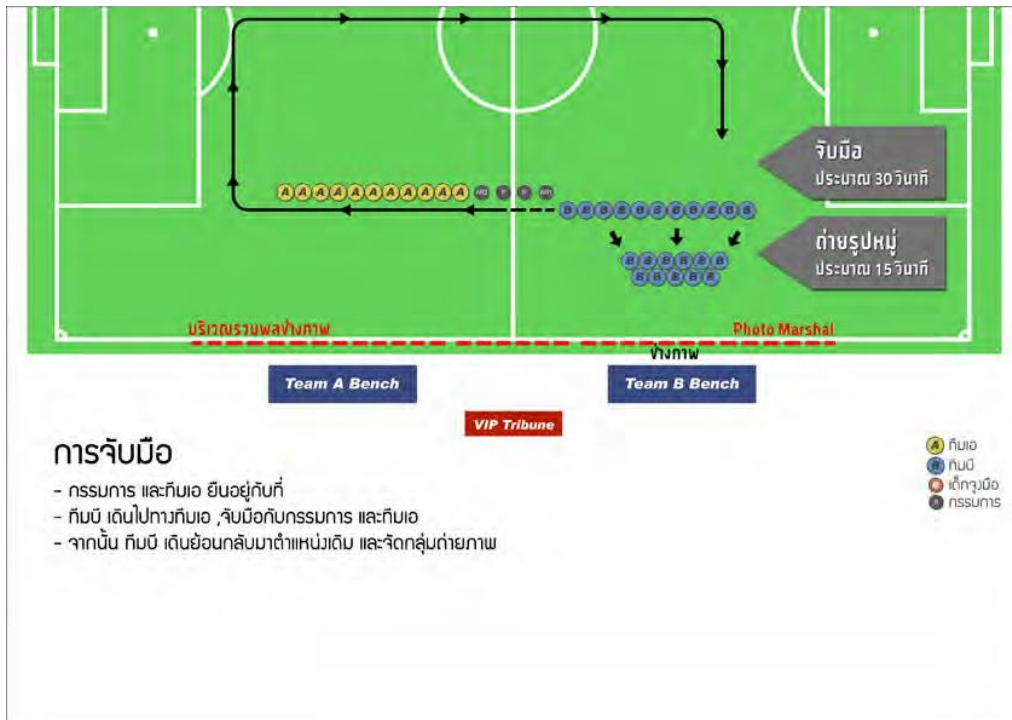 จับมือ
ประมาณ 30 วินาที
A A A A A A A A A A A AR2 R R AR1
B B B B B B B B B B B
ถ่ายรูปหมู่
ประมาณ 15 วินาที
B B B B B B
B B B B B
บริเวณรวมพลช่างภาพ
Photo Marshal
ช่างภาพ
Team A Bench
Team B Bench
VIP Tribune
การจับมือ
- กรรมการ และทีมเอ ยืนอยู่กับที่
- ทีมบี เดินไปทางทีมเอ ,จับมือกับกรรมการ และทีมเอ
- จากนั้น ทีมบี เดินย้อนกลับมาตำแหน่งเดิม และจัดกลุ่มถ่ายภาพ
A ทีมเอ
B ทีมบี
เด็กจูงมือ
R กรรมการ